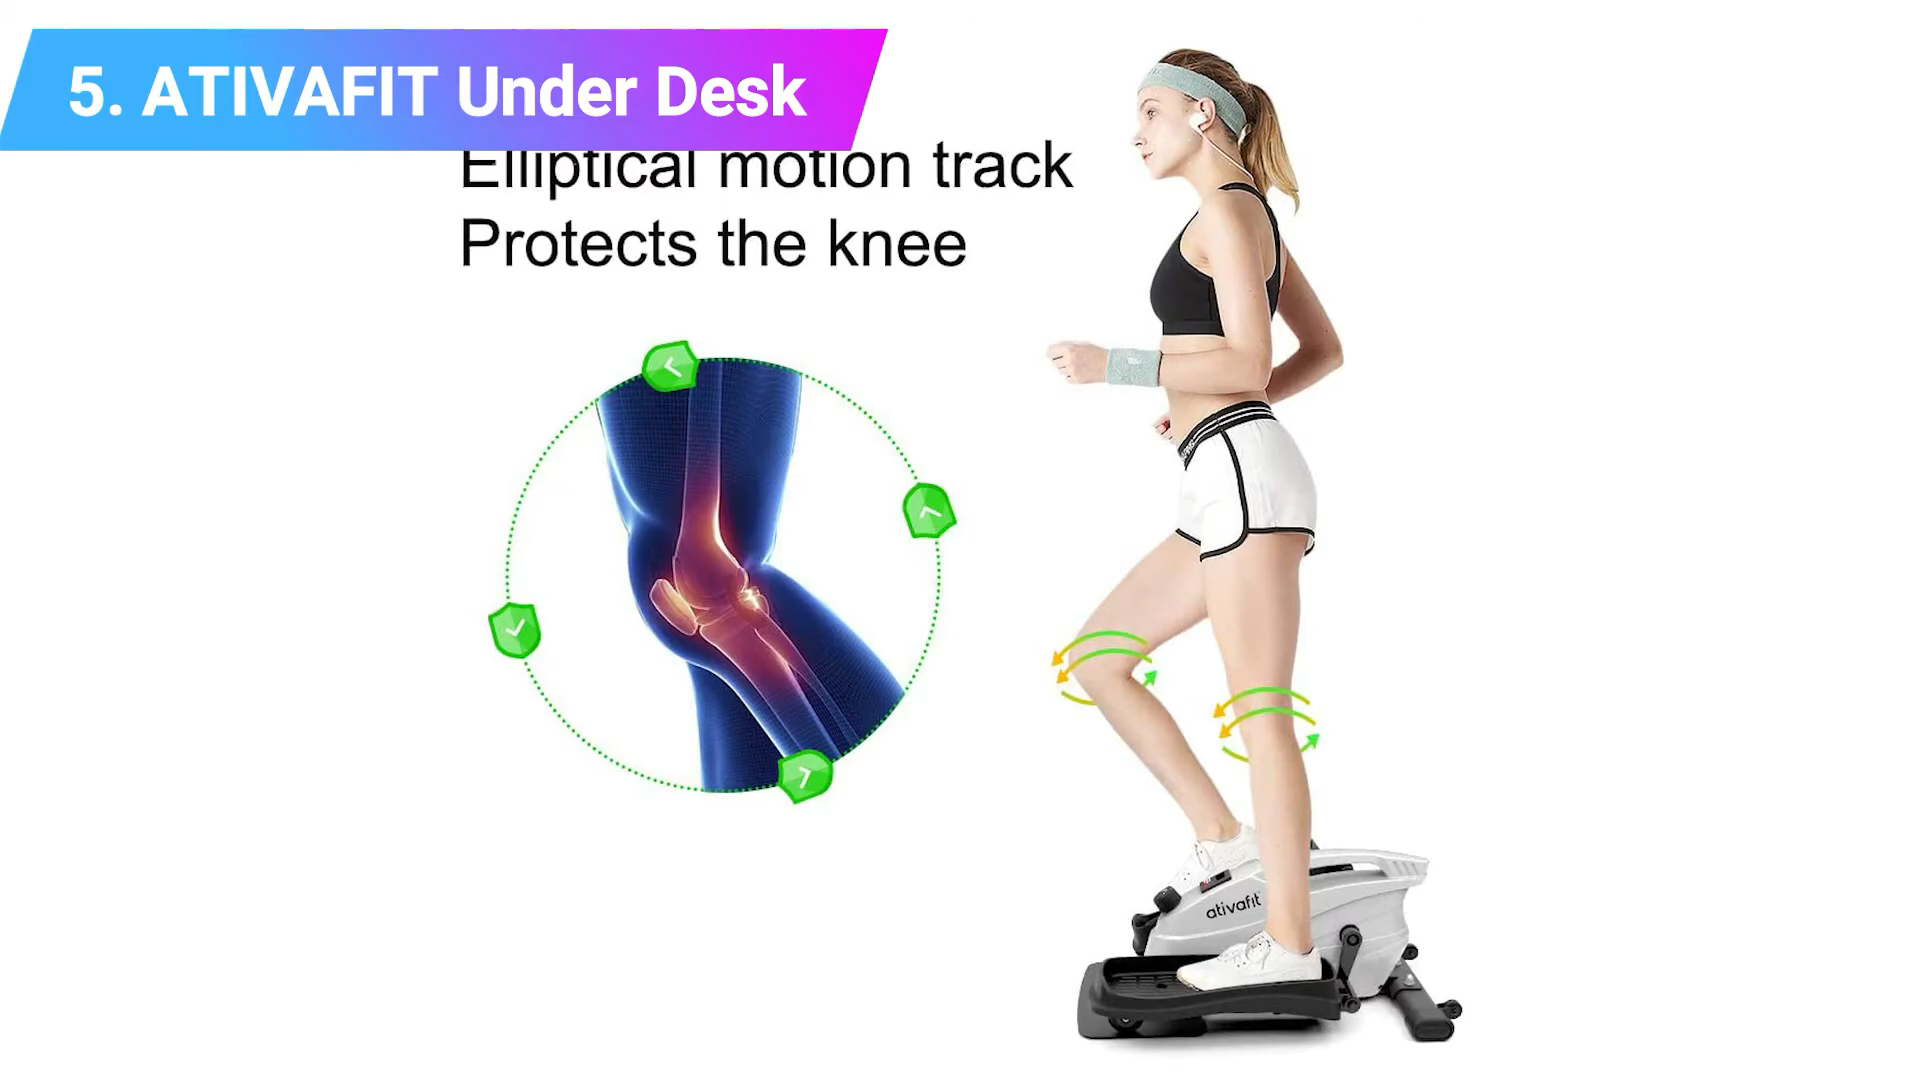 5. ATIVAFIT Under Desk
Elliptical motion track
Protects the knee
ativafit